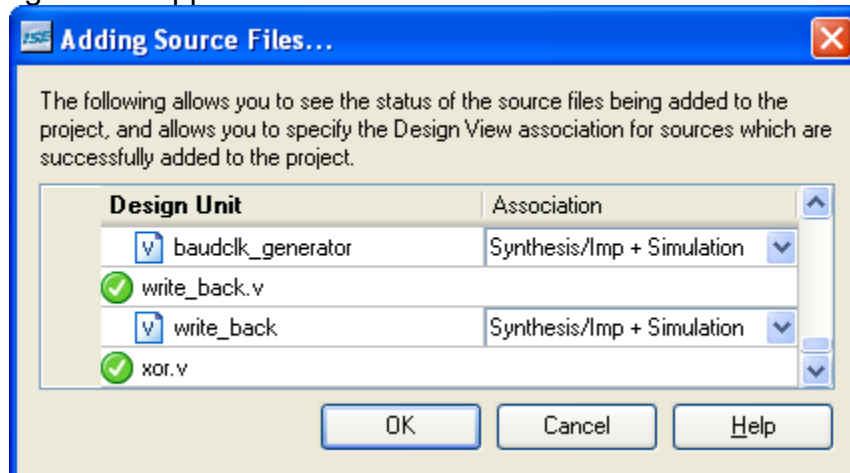 ISE Adding Source Files...
The following allows you to see the status of the source files being added to the
project, and allows you to specify the Design View association for sources which are
successfully added to the project.
Design Unit Association
V baudclk_generator Synthesis/Imp + Simulation
write_back.v
V write_back Synthesis/Imp + Simulation
xor.v
OK Cancel Help